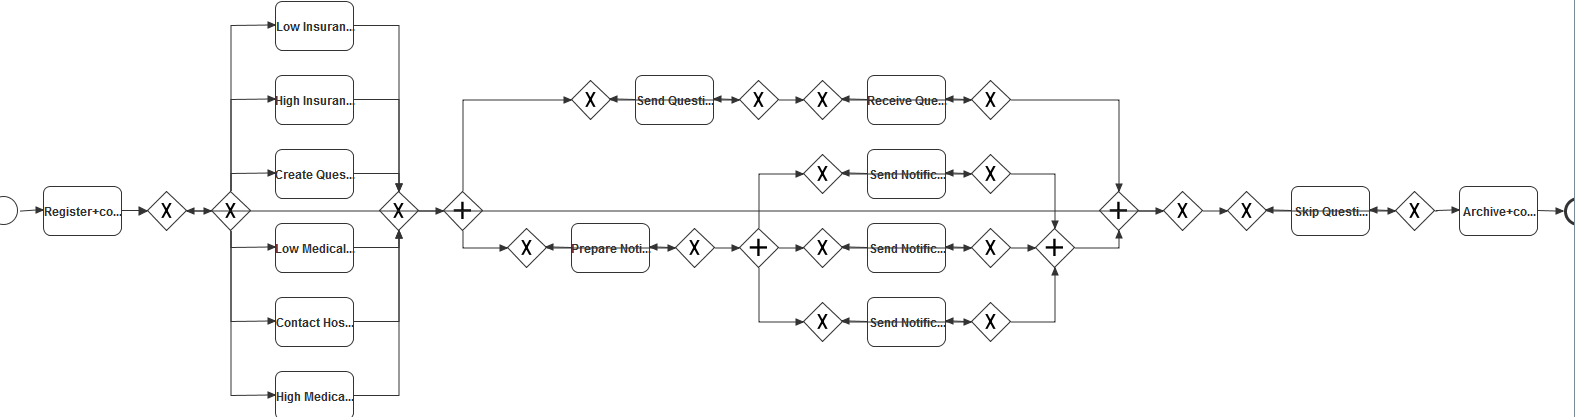 Low Insuran...
High Insuran...
Send Questi...
Receive Que...
Create Ques...
Send Notific...
Register+co...
Skip Questi...
Archive+co...
Low Medical...
Prepare Noti...
Send Notific...
Contact Hos...
Send Notific...
High Medica...